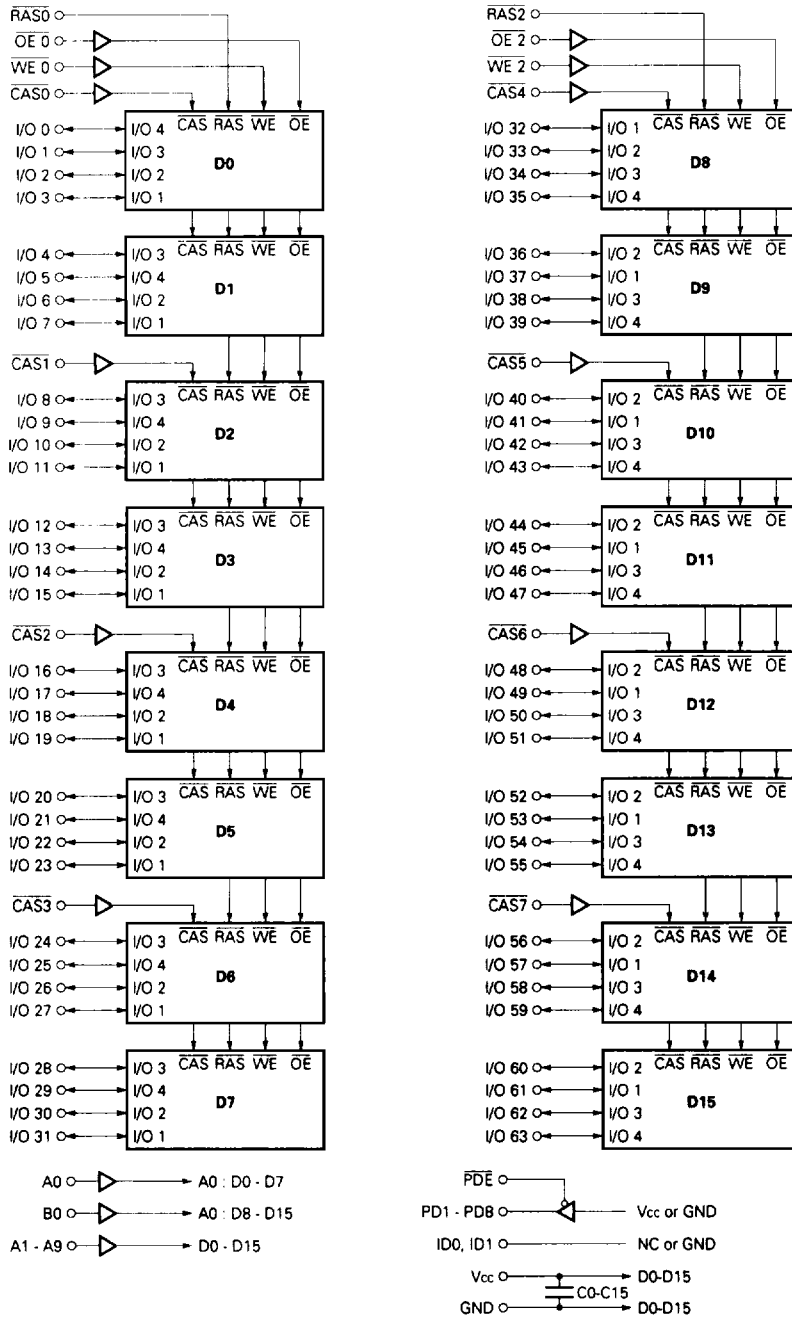 RAS0
OE 0
WE 0
CAS0
CAS RAS WE OE
I/O 0 I/O 4
I/O 1 I/O 3
D0
I/O 2 I/O 2
I/O 3 I/O 1
CAS RAS WE OE
I/O 4 I/O 3
I/O 5 I/O 4
D1
I/O 6 I/O 2
I/O 7 I/O 1
CAS1
CAS RAS WE OE
I/O 8 I/O 3
I/O 9 I/O 4
D2
I/O 10 I/O 2
I/O 11 I/O 1
CAS RAS WE OE
I/O 12 I/O 3
I/O 13 I/O 4
D3
I/O 14 I/O 2
I/O 15 I/O 1
CAS2
CAS RAS WE OE
I/O 16 I/O 3
I/O 17 I/O 4
D4
I/O 18 I/O 2
I/O 19 I/O 1
CAS RAS WE OE
I/O 20 I/O 3
I/O 21 I/O 4
D5
I/O 22 I/O 2
I/O 23 I/O 1
CAS3
CAS RAS WE OE
I/O 24 I/O 3
I/O 25 I/O 4
D6
I/O 26 I/O 2
I/O 27 I/O 1
CAS RAS WE OE
I/O 28 I/O 3
I/O 29 I/O 4
D7
I/O 30 I/O 2
I/O 31 I/O 1
A0 A0 : D0 - D7
B0 A0 : D8 - D15
A1 - A9 D0 - D15
RAS2
OE 2
WE 2
CAS4
CAS RAS WE OE
I/O 32 I/O 1
I/O 33 I/O 2
D8
I/O 34 I/O 3
I/O 35 I/O 4
CAS RAS WE OE
I/O 36 I/O 2
I/O 37 I/O 1
D9
I/O 38 I/O 3
I/O 39 I/O 4
CAS5
CAS RAS WE OE
I/O 40 I/O 2
I/O 41 I/O 1
D10
I/O 42 I/O 3
I/O 43 I/O 4
CAS RAS WE OE
I/O 44 I/O 2
I/O 45 I/O 1
D11
I/O 46 I/O 3
I/O 47 I/O 4
CAS6
CAS RAS WE OE
I/O 48 I/O 2
I/O 49 I/O 1
D12
I/O 50 I/O 3
I/O 51 I/O 4
CAS RAS WE OE
I/O 52 I/O 2
I/O 53 I/O 1
D13
I/O 54 I/O 3
I/O 55 I/O 4
CAS7
CAS RAS WE OE
I/O 56 I/O 2
I/O 57 I/O 1
D14
I/O 58 I/O 3
I/O 59 I/O 4
CAS RAS WE OE
I/O 60 I/O 2
I/O 61 I/O 1
D15
I/O 62 I/O 3
I/O 63 I/O 4
PDE
PD1 - PD8 Vcc or GND
ID0, ID1 NC or GND
Vcc D0-D15
C0-C15
GND D0-D15